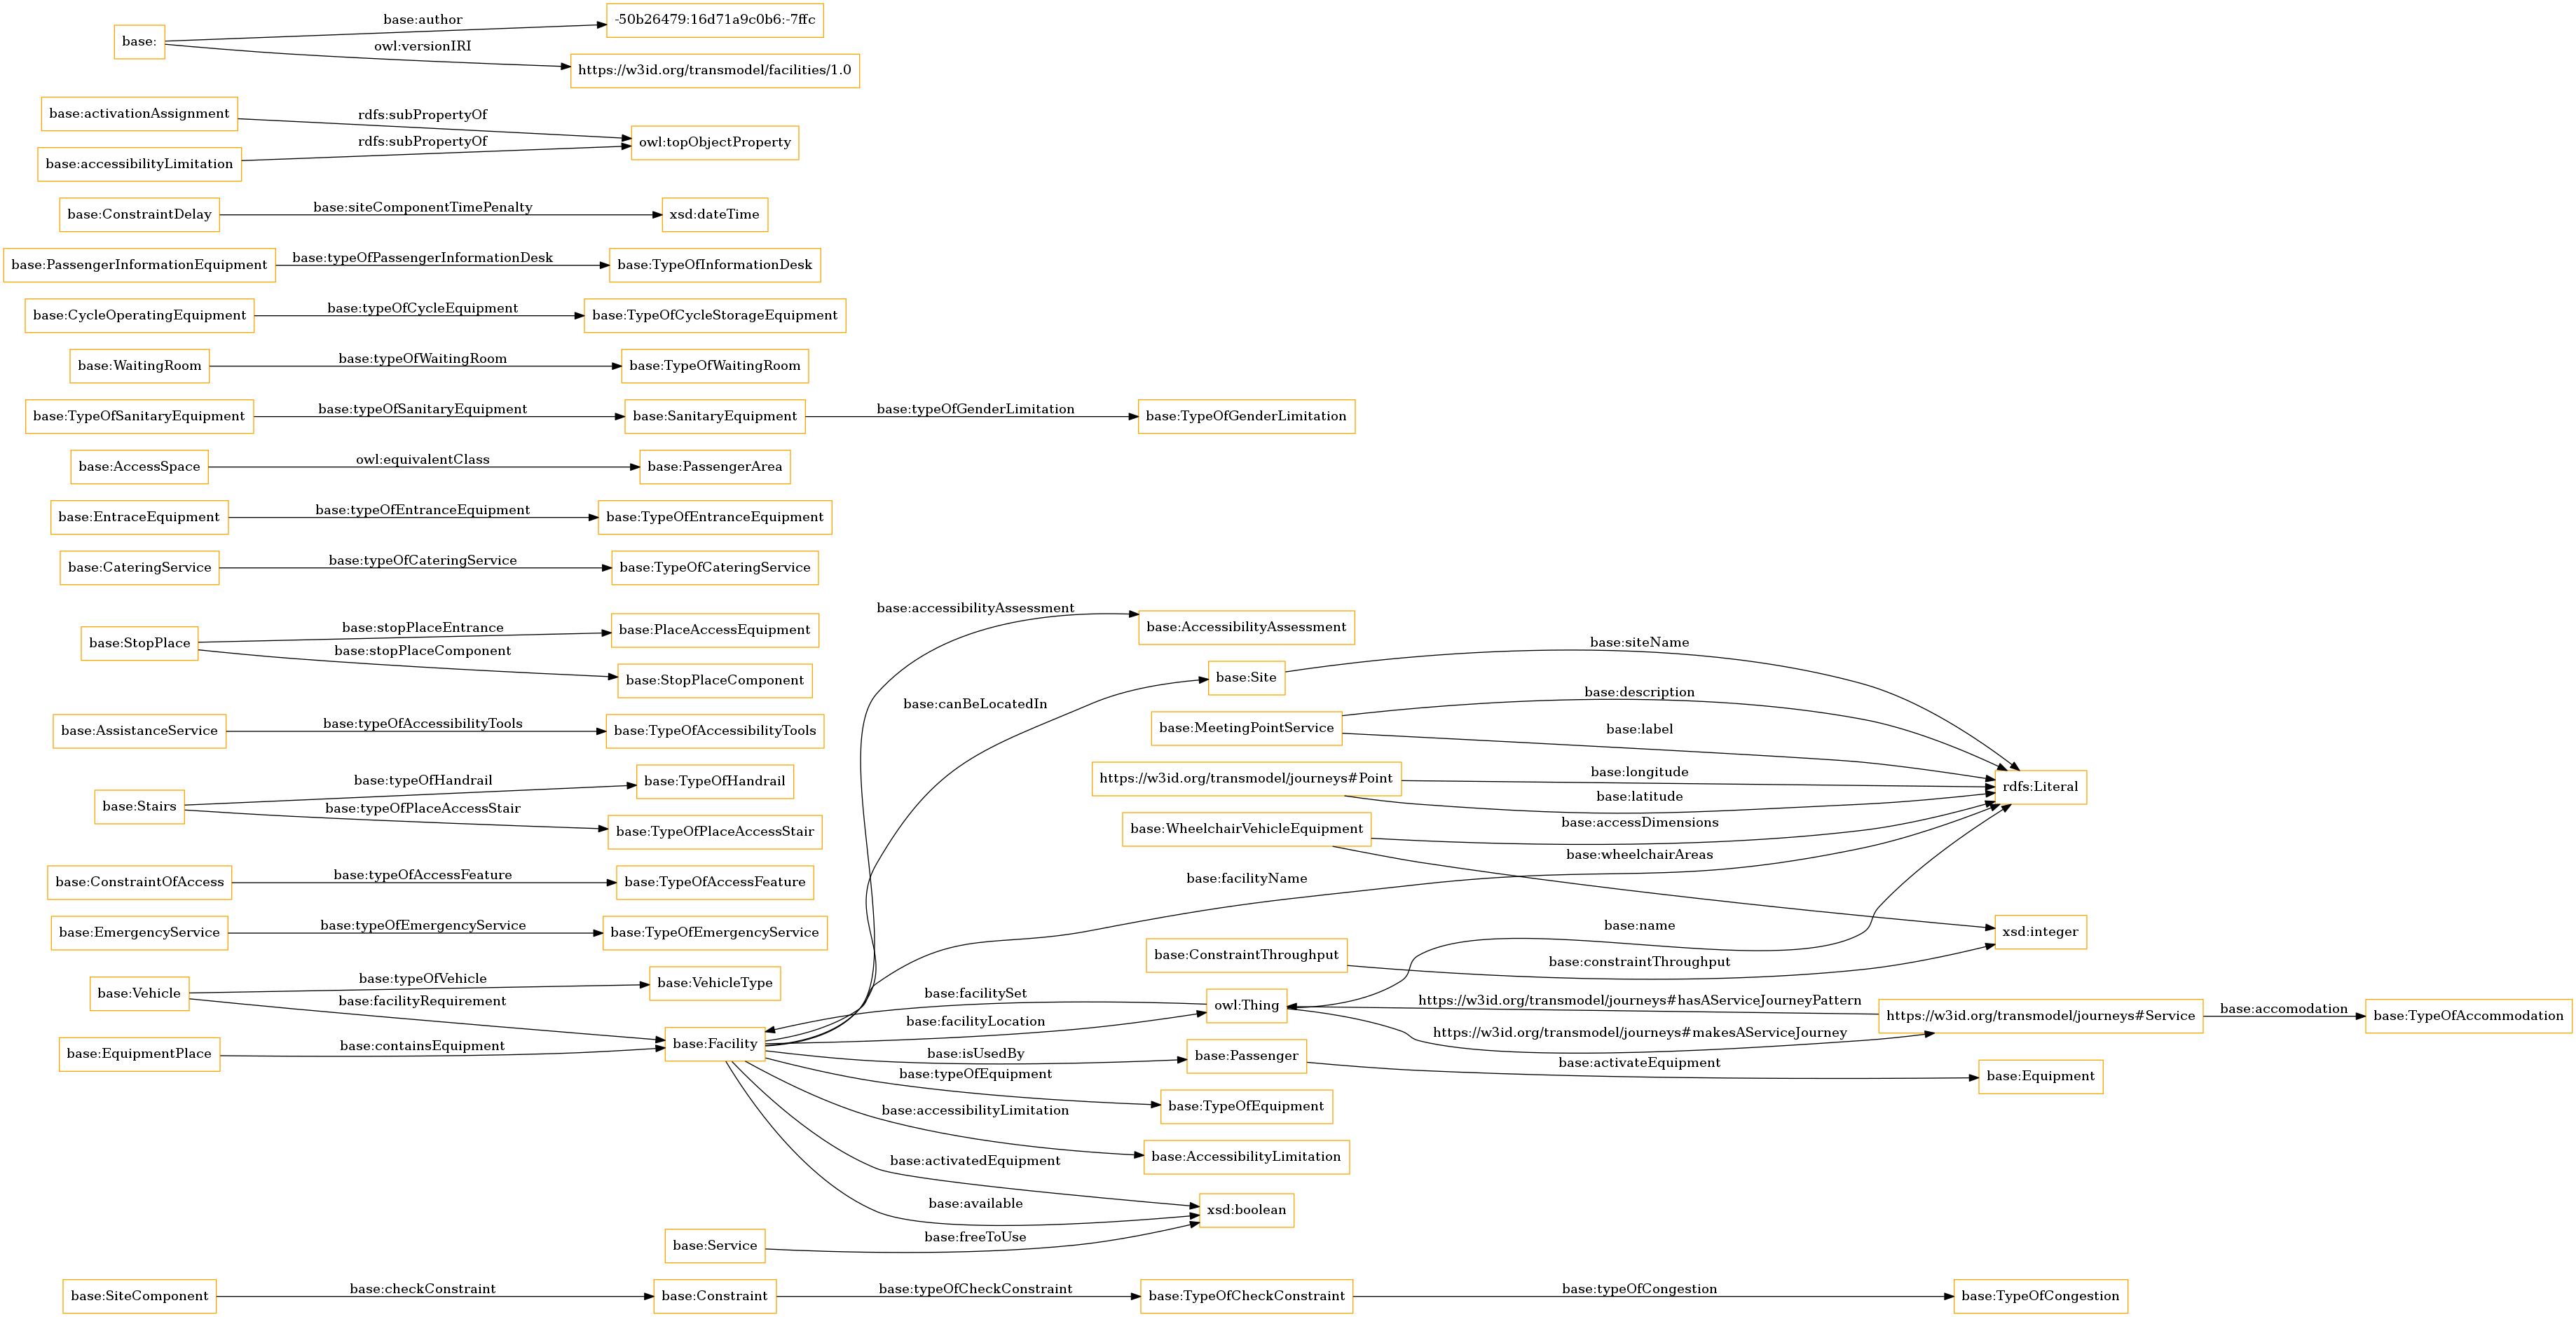 base:
base:author
-50b26479:16d71a9c0b6:-7ffc
owl:versionIRI
https://w3id.org/transmodel/facilities/1.0
base:activationAssignment
rdfs:subPropertyOf
owl:topObjectProperty
base:accessibilityLimitation
rdfs:subPropertyOf
base:ConstraintDelay
base:siteComponentTimePenalty
xsd:dateTime
base:PassengerInformationEquipment
base:typeOfPassengerInformationDesk
base:TypeOfInformationDesk
base:CycleOperatingEquipment
base:typeOfCycleEquipment
base:TypeOfCycleStorageEquipment
base:WaitingRoom
base:typeOfWaitingRoom
base:TypeOfWaitingRoom
base:TypeOfSanitaryEquipment
base:typeOfSanitaryEquipment
base:SanitaryEquipment
base:typeOfGenderLimitation
base:TypeOfGenderLimitation
base:AccessSpace
owl:equivalentClass
base:PassengerArea
base:EntraceEquipment
base:typeOfEntranceEquipment
base:TypeOfEntranceEquipment
base:CateringService
base:typeOfCateringService
base:TypeOfCateringService
base:StopPlace
base:stopPlaceEntrance
base:PlaceAccessEquipment
base:stopPlaceComponent
base:StopPlaceComponent
base:AssistanceService
base:typeOfAccessibilityTools
base:TypeOfAccessibilityTools
base:Stairs
base:typeOfHandrail
base:TypeOfHandrail
base:typeOfPlaceAccessStair
base:TypeOfPlaceAccessStair
base:ConstraintOfAccess
base:typeOfAccessFeature
base:TypeOfAccessFeature
base:EmergencyService
base:typeOfEmergencyService
base:TypeOfEmergencyService
base:Vehicle
base:typeOfVehicle
base:VehicleType
base:facilityRequirement
base:EquipmentPlace
base:containsEquipment
base:Facility
base:accessibilityAssessment
base:AccessibilityAssessment
base:canBeLocatedIn
base:Site
base:siteName
base:MeetingPointService
base:description
base:label
https://w3id.org/transmodel/journeys#Point
base:longitude
base:latitude
rdfs:Literal
base:WheelchairVehicleEquipment
base:accessDimensions
base:wheelchairAreas
base:facilityName
base:name
xsd:integer
base:ConstraintThroughput
base:constraintThroughput
base:facilitySet
owl:Thing
base:facilityLocation
https://w3id.org/transmodel/journeys#hasAServiceJourneyPattern
https://w3id.org/transmodel/journeys#makesAServiceJourney
https://w3id.org/transmodel/journeys#Service
base:accomodation
base:TypeOfAccommodation
base:isUsedBy
base:Passenger
base:activateEquipment
base:Equipment
base:typeOfEquipment
base:TypeOfEquipment
base:accessibilityLimitation
base:AccessibilityLimitation
base:activatedEquipment
base:available
xsd:boolean
base:Service
base:freeToUse
base:SiteComponent
base:checkConstraint
base:Constraint
base:typeOfCheckConstraint
base:TypeOfCheckConstraint
base:typeOfCongestion
base:TypeOfCongestion